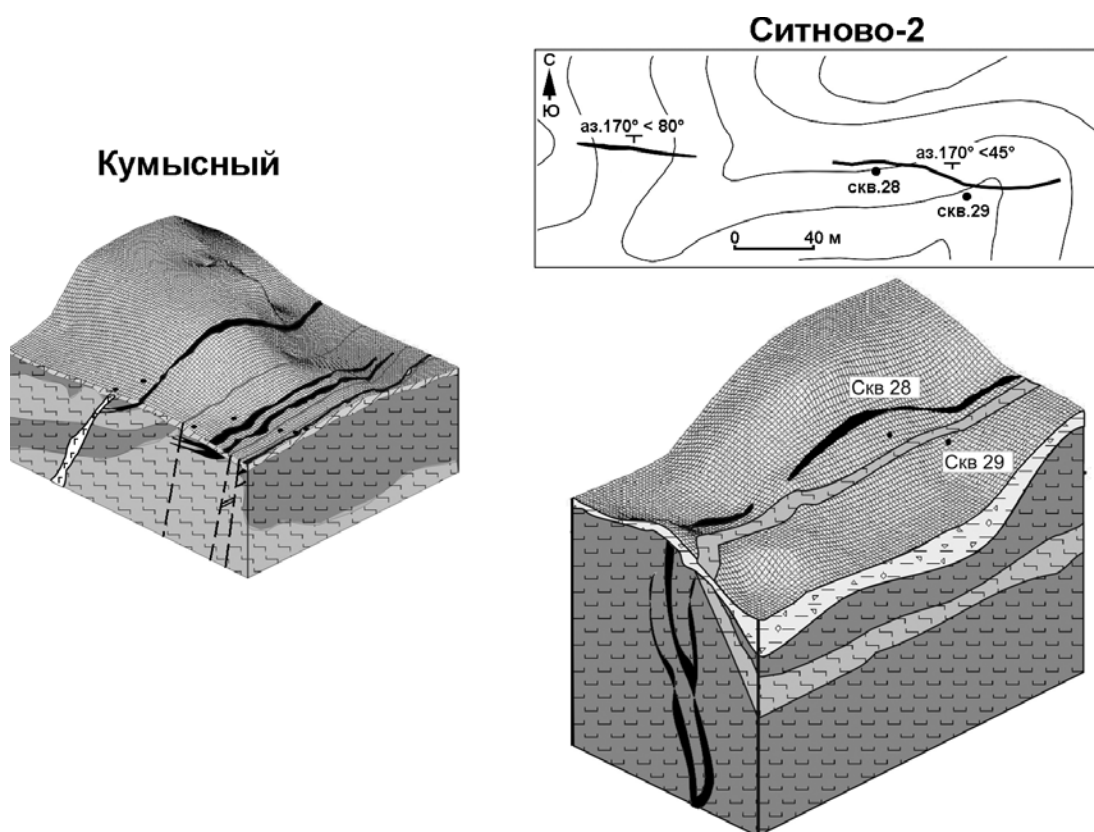 Кумысный
Ситново-2
С
Ю
аз.170° < 80°
аз.170° <45°
скв.28
скв.29
0 40 м
Скв 28
Скв 29